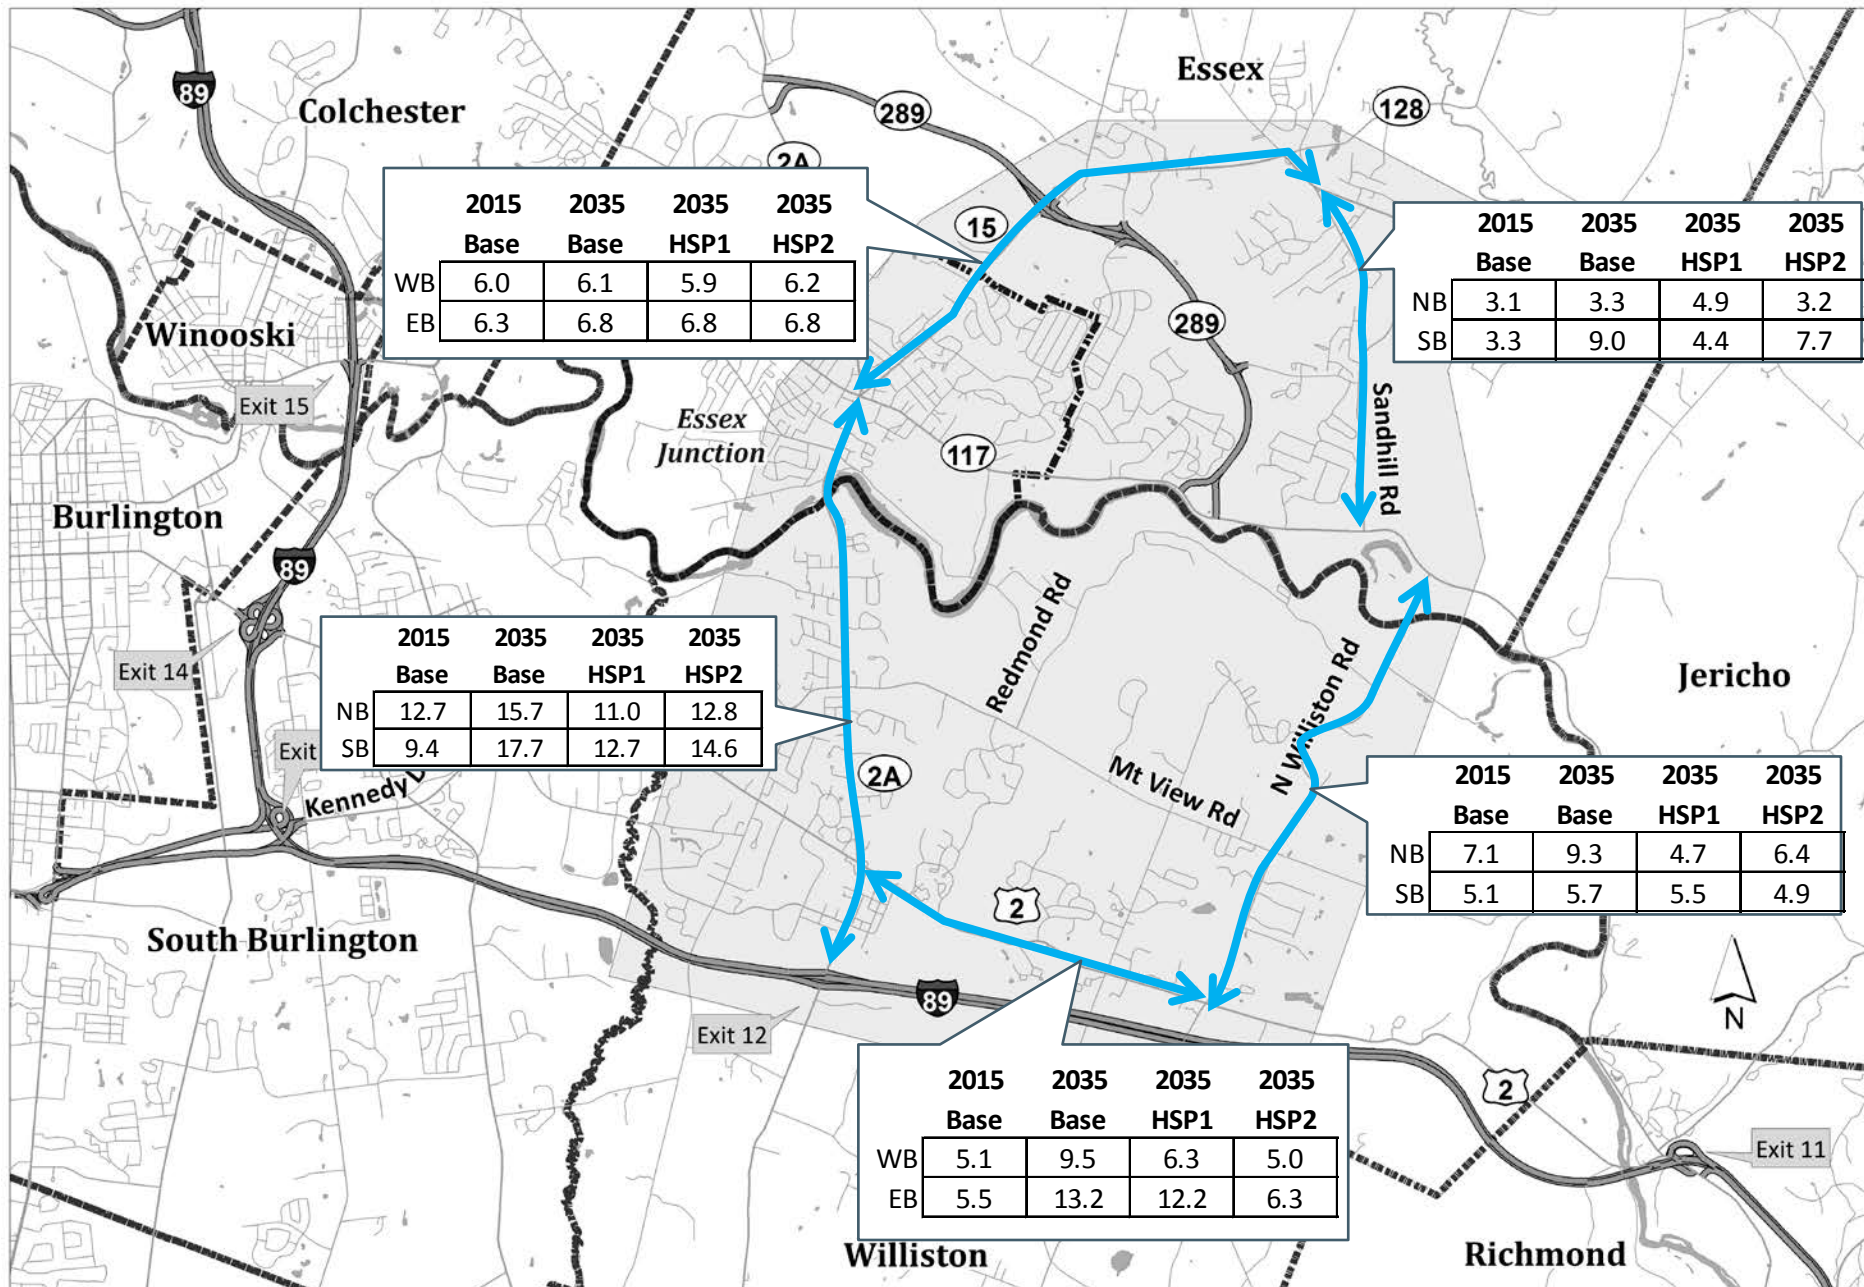 Essex
89
Colchester
289
128
2A
2015 2035 2035 2035
Base Base HSP1 HSP2
WB 6.0 6.1 5.9 6.2
EB 6.3 6.8 6.8 6.8
15
2015 2035 2035 2035
Base Base HSP1 HSP2
NB 3.1 3.3 4.9 3.2
SB 3.3 9.0 4.4 7.7
Winooski
289
Exit 15
Essex
Junction
Sandhill Rd
117
Burlington
89
Redmond Rd
Exit 14
2015 2035 2035 2035
Base Base HSP1 HSP2
NB 12.7 15.7 11.0 12.8
SB 9.4 17.7 12.7 14.6
N Williston Rd
Jericho
Exit
Kennedy
2A
Mt View Rd
2015 2035 2035 2035
Base Base HSP1 HSP2
NB 7.1 9.3 4.7 6.4
SB 5.1 5.7 5.5 4.9
2
South Burlington
89
N
Exit 12
2015 2035 2035 2035
Base Base HSP1 HSP2
WB 5.1 9.5 6.3 5.0
EB 5.5 13.2 12.2 6.3
2
Exit 11
Williston
Richmond